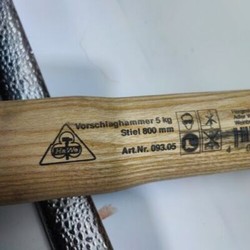 Vorschlaghammer 5 kg
Stiel 800 mm
Art.Nr. 093.05